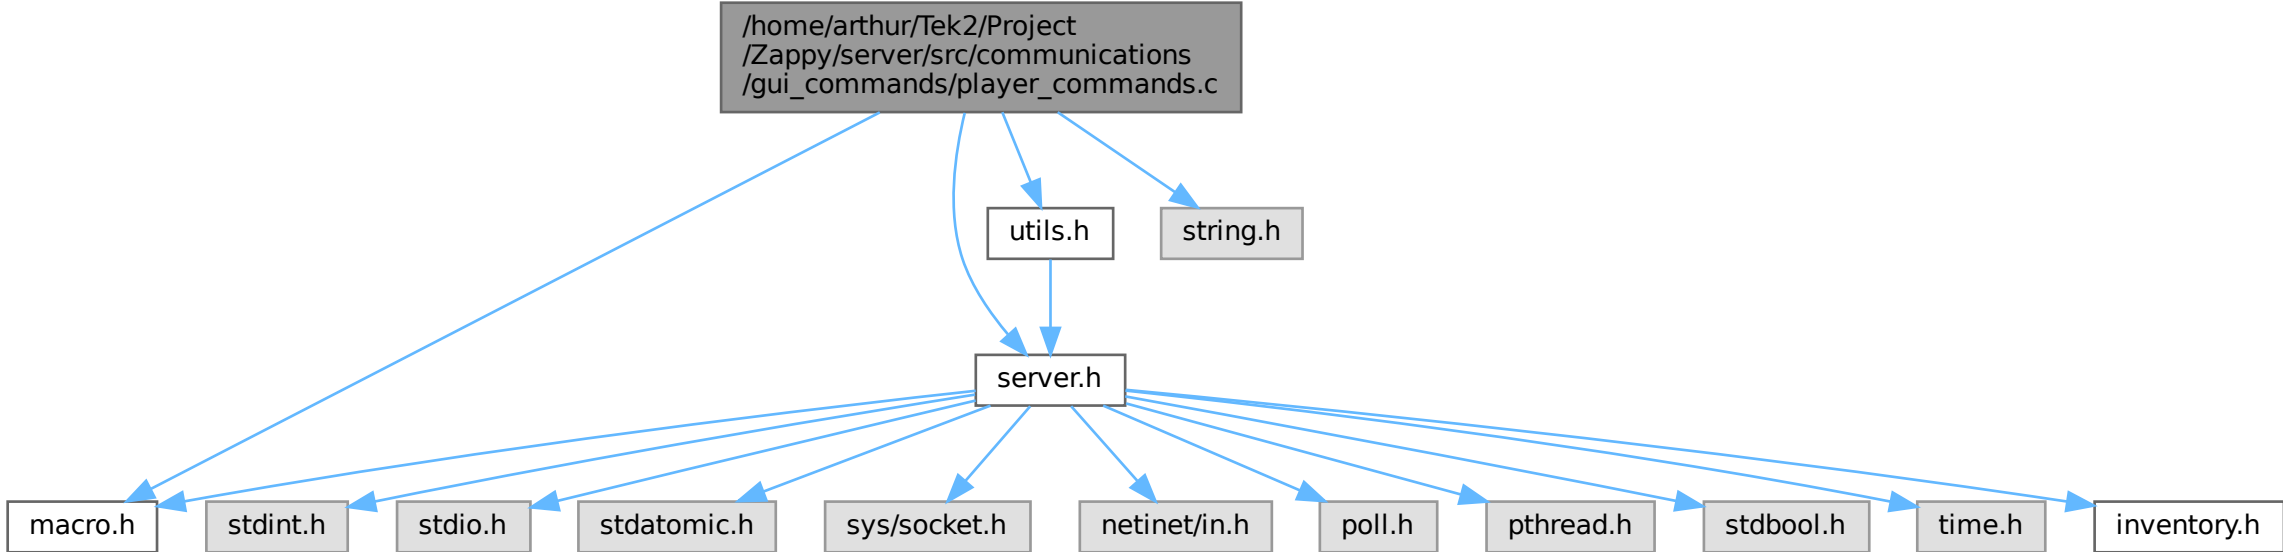 /home/arthur/Tek2/Project
/Zappy/server/src/communications
/gui_commands/player_commands.c
utils.h
string.h
server.h
macro.h
stdint.h
stdio.h
stdatomic.h
sys/socket.h
netinet/in.h
poll.h
pthread.h
stdbool.h
time.h
inventory.h